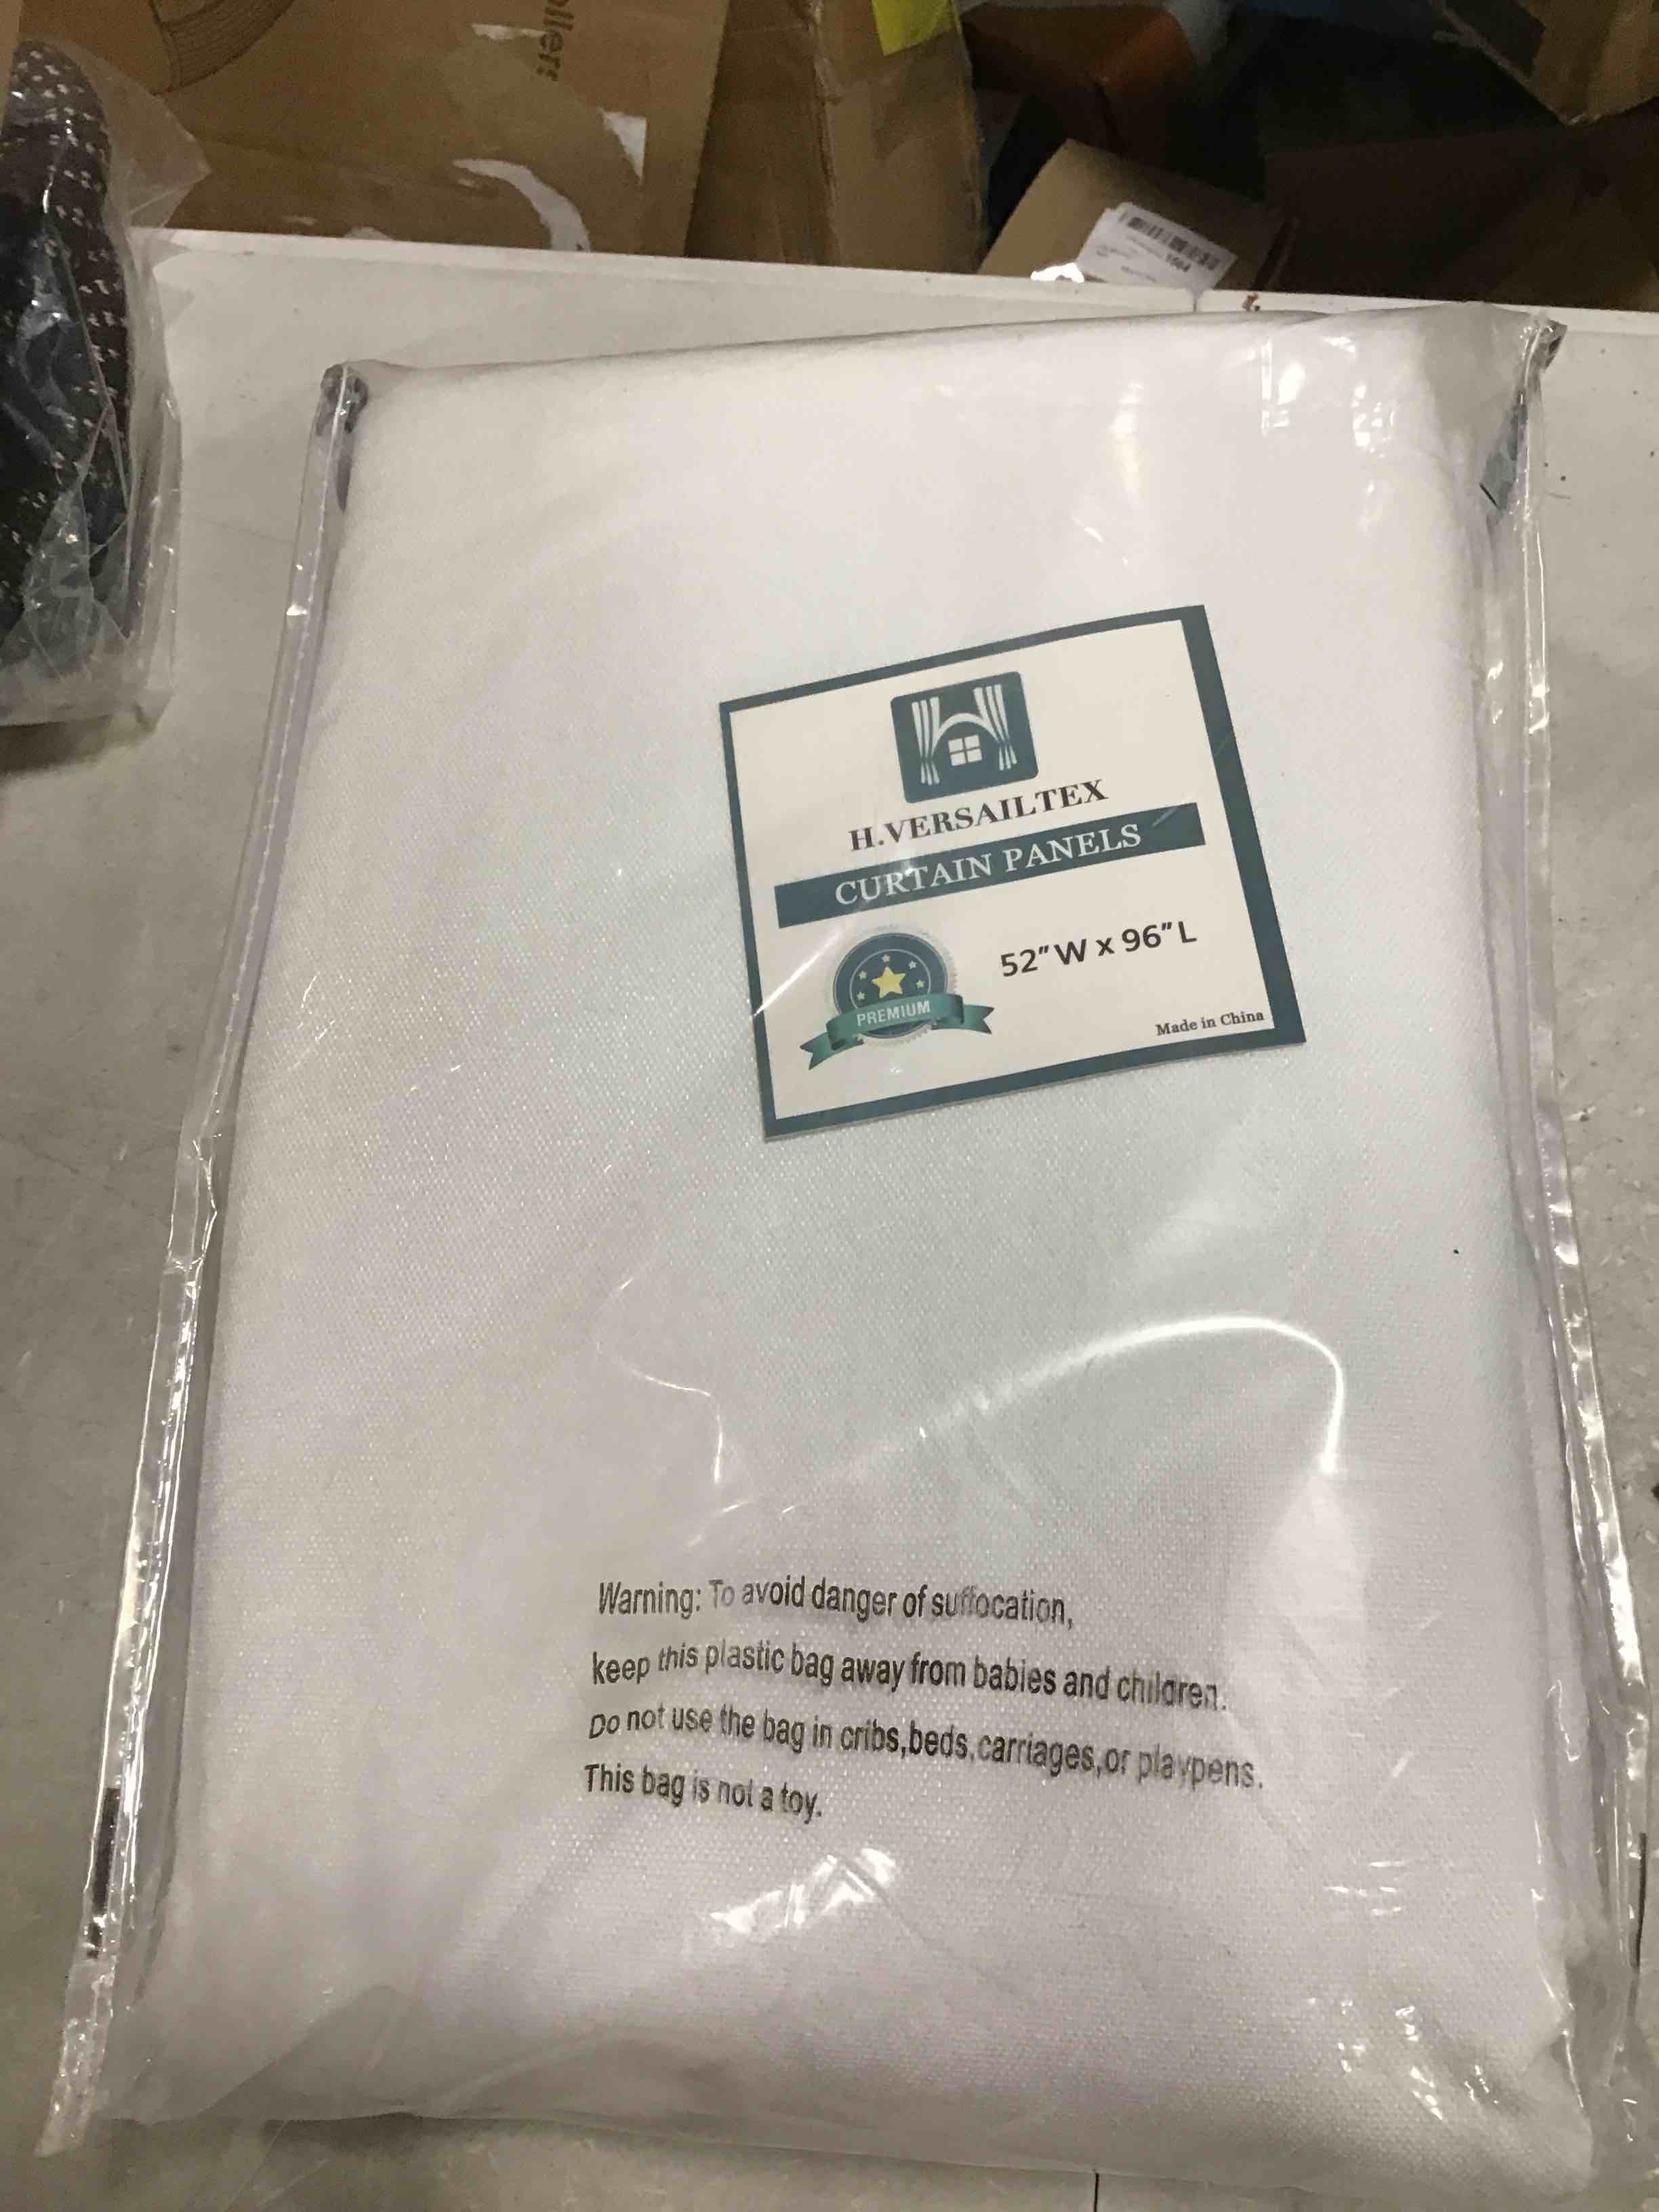 H.VERSAILTEX
CURTAIN PANELS
52"W x 96"L
PREMIUM
Made in China
Warning: To avoid danger of suffocation,
keep this plastic bag away from babies and children.
Do not use the bag in cribs,beds,carriages,or playpens.
This bag is not a toy.